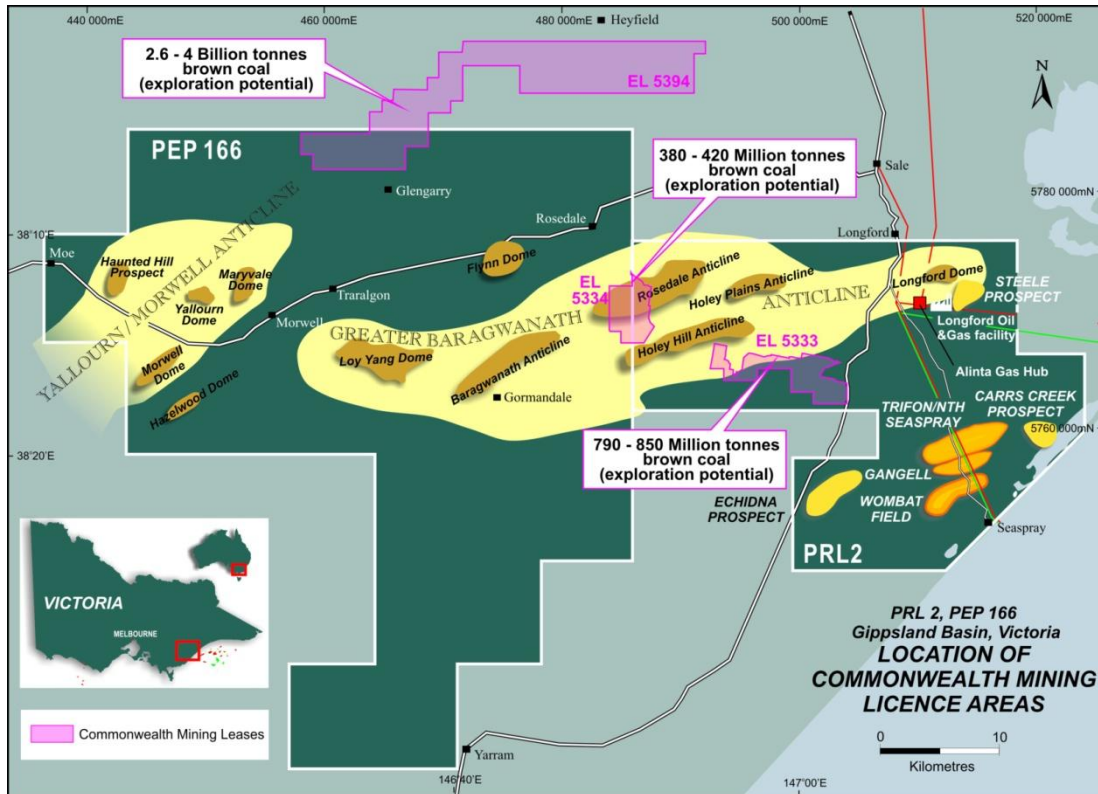 440 000mE
460 000mE
480 000mE
500 000mE
520 000mE
Heyfield
2.6 - 4 Billion tonnes
brown coal
(exploration potential)
EL 5394
N
PEP 166
380 - 420 Million tonnes
brown coal
(exploration potential)
Sale
5780 000mN
Glengarry
Rosedale
38°10'E
Moe
Longford
YALLOURN / MORWELL ANTICLINE
Haunted Hill
Prospect
Maryvale
Dome
Yallourn
Dome
Flynn Dome
EL
5334
Rosedale Anticline
Holey Plains Anticline
Longford Dome
STEELE
PROSPECT
Traralgon
Morwell
GREATER BARAGWANATH
ANTICLINE
Longford Oil
&Gas facility
Morwell
Dome
Hazelwood Dome
Loy Yang Dome
Baragwanath Anticline
Holey Hill Anticline
EL 5333
Alinta Gas Hub
Gormandale
TRIFON/NTH
SEASPRAY
CARRS CREEK
PROSPECT
5760 000mN
38°20'E
790 - 850 Million tonnes
brown coal
(exploration potential)
ECHIDNA
PROSPECT
GANGELL
WOMBAT
FIELD
Seaspray
PRL2
VICTORIA
MELBOURNE
PRL 2, PEP 166
Gippsland Basin, Victoria
LOCATION OF
COMMONWEALTH MINING
LICENCE AREAS
Commonwealth Mining Leases
Yarram
0
10
Kilometres
146°40'E
147°00'E